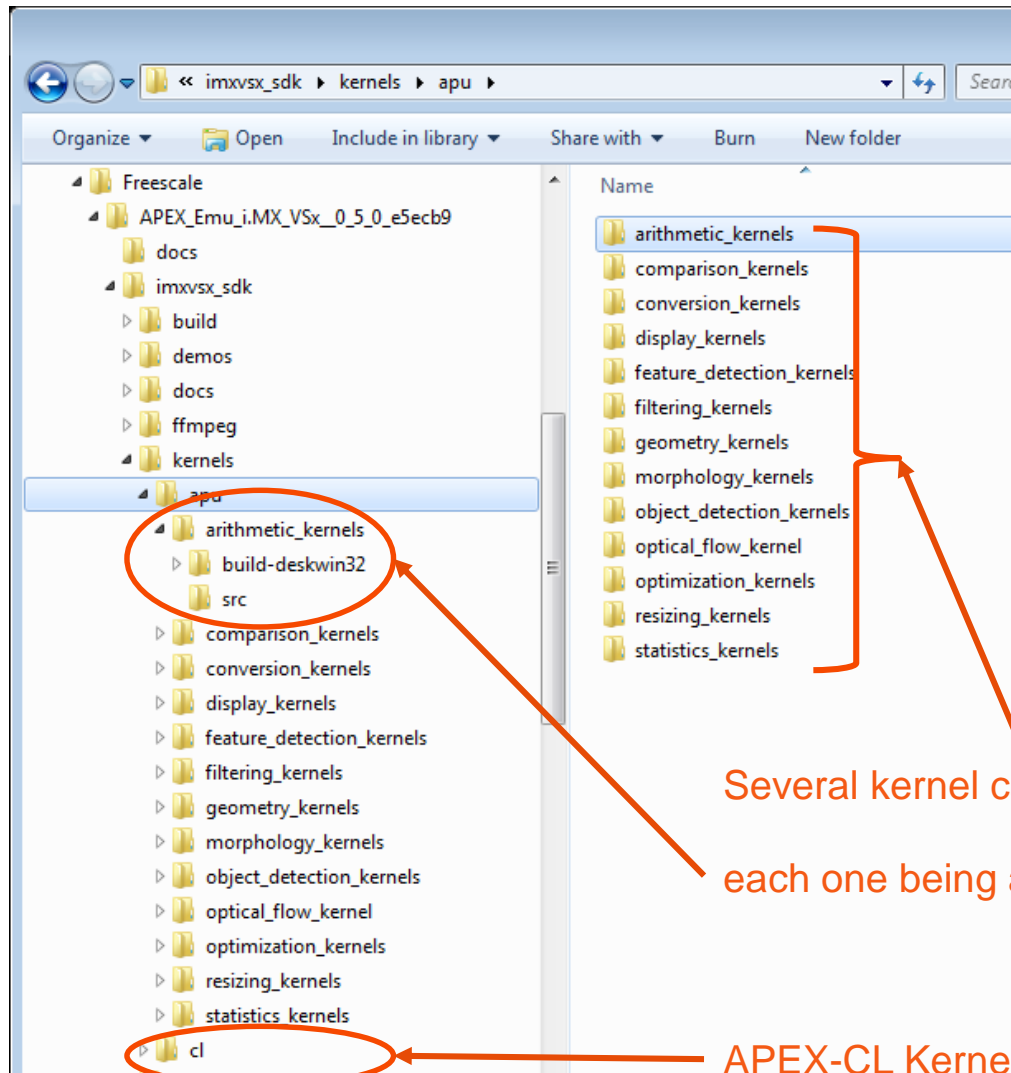 « imxvsx_sdk ▸ kernels ▸ apu ▸
Organize Open Include in library Share with Burn New folder
Freescale
APEX_Emu_i.MX_VSx__0_5_0_e5ecb9
docs
imxvsx_sdk
build
demos
docs
ffmpeg
kernels
apu
arithmetic_kernels
build-deskwin32
src
comparison_kernels
conversion_kernels
display_kernels
feature_detection_kernels
filtering_kernels
geometry_kernels
morphology_kernels
object_detection_kernels
optical_flow_kernel
optimization_kernels
resizing_kernels
statistics_kernels
cl
Name
arithmetic_kernels
comparison_kernels
conversion_kernels
display_kernels
feature_detection_kernels
filtering_kernels
geometry_kernels
morphology_kernels
object_detection_kernels
optical_flow_kernel
optimization_kernels
resizing_kernels
statistics_kernels
Several kernel
each one being
APEX-CL